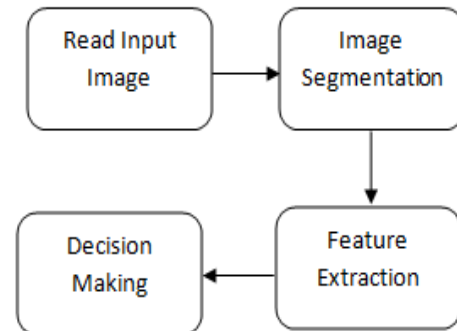 Read Input
Image
Image
Segmentation
Feature
Extraction
Decision
Making